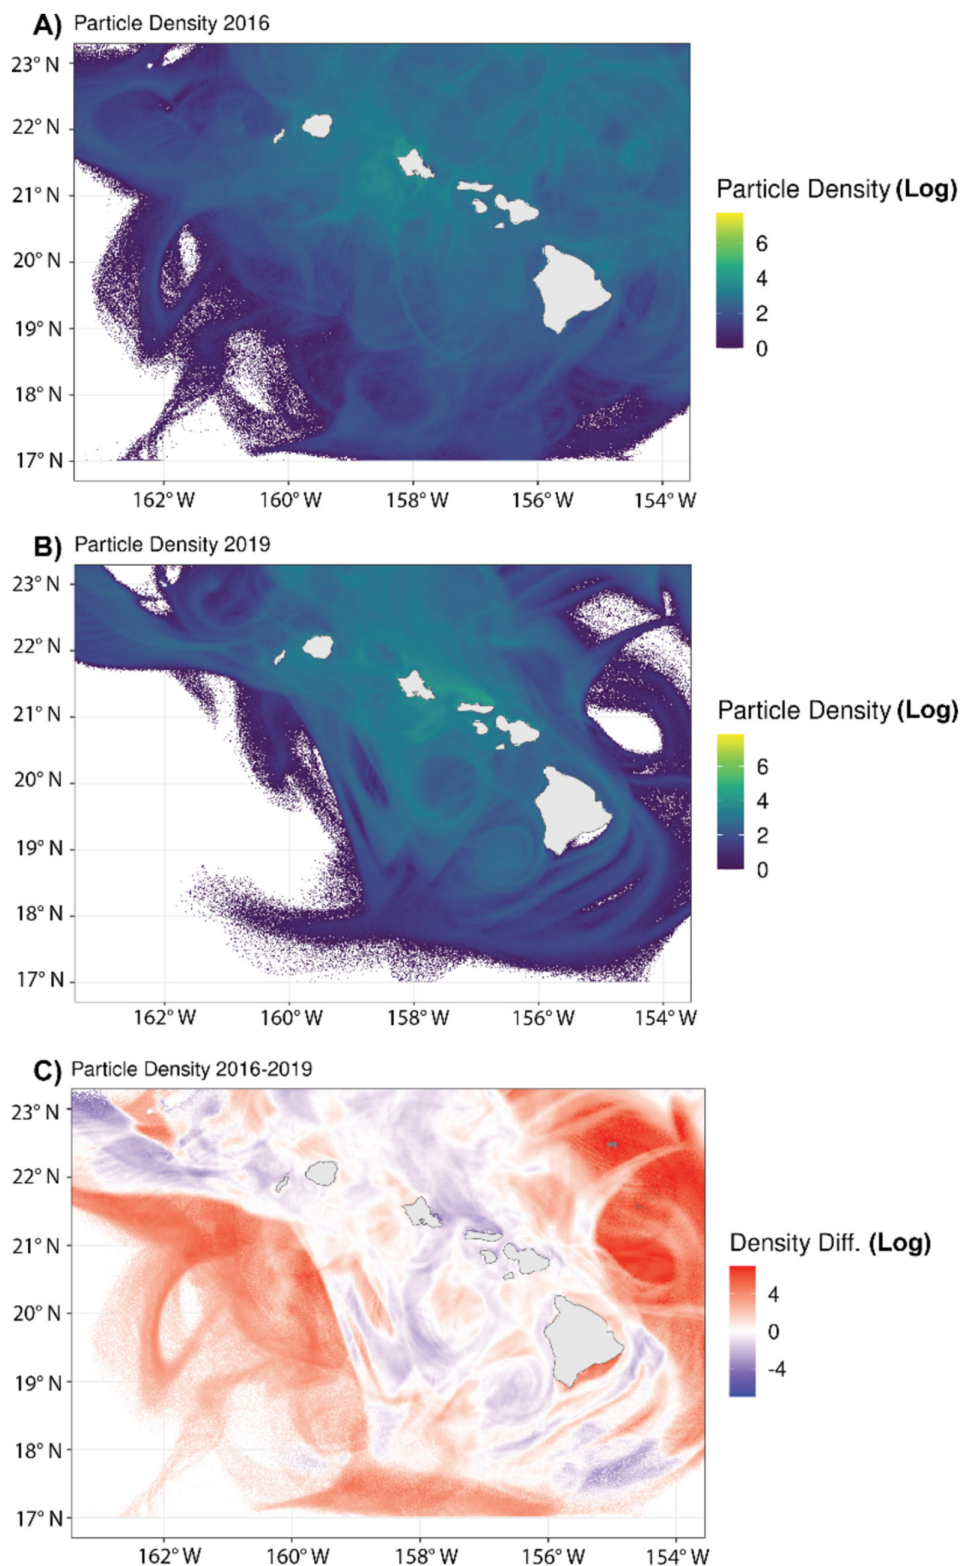 A) Particle Density 2016
23° N
22° N
21° N
20° N
19° N
18° N
17° N
162° W 160° W 158° W 156° W 154° W
Particle Density (Log)
6
4
2
0
B) Particle Density 2019
23° N
22° N
21° N
20° N
19° N
18° N
17° N
162° W 160° W 158° W 156° W 154° W
Particle Density (Log)
6
4
2
0
C) Particle Density 2016-2019
23° N
22° N
21° N
20° N
19° N
18° N
17° N
162° W 160° W 158° W 156° W 154° W
Density Diff. (Log)
4
0
-4